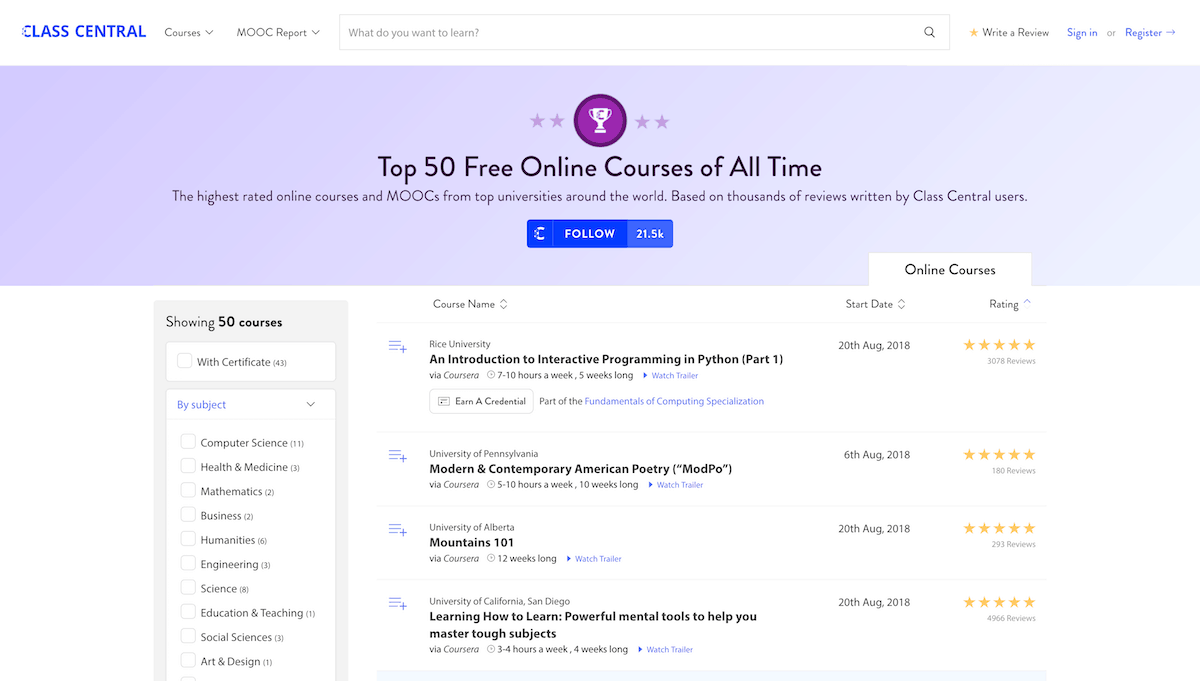 CLASS CENTRAL Courses MOOC Report What do you want to learn? Write a Review Sign in or Register
Top 50 Free Online Courses of All Time
The highest rated online courses and MOOCs from top universities around the world. Based on thousands of reviews written by Class Central users.
FOLLOW 21.5k
Online Courses
Showing 50 courses
With Certificate (43)
By subject
Computer Science (11)
Health & Medicine (3)
Mathematics (2)
Business (2)
Humanities (6)
Engineering (3)
Science (8)
Education & Teaching (1)
Social Sciences (3)
Art & Design (1)
Course Name Start Date Rating
Rice University
An Introduction to Interactive Programming in Python (Part 1)
via Coursera 7-10 hours a week , 5 weeks long Watch Trailer
Earn A Credential Part of the Fundamentals of Computing Specialization
20th Aug, 2018
3078 Reviews
University of Pennsylvania
Modern & Contemporary American Poetry (“ModPo”)
via Coursera 5-10 hours a week , 10 weeks long Watch Trailer
6th Aug, 2018
180 Reviews
University of Alberta
Mountains 101
via Coursera 12 weeks long Watch Trailer
20th Aug, 2018
293 Reviews
University of California, San Diego
Learning How to Learn: Powerful mental tools to help you
master tough subjects
via Coursera 3-4 hours a week , 4 weeks long Watch Trailer
20th Aug, 2018
4966 Reviews